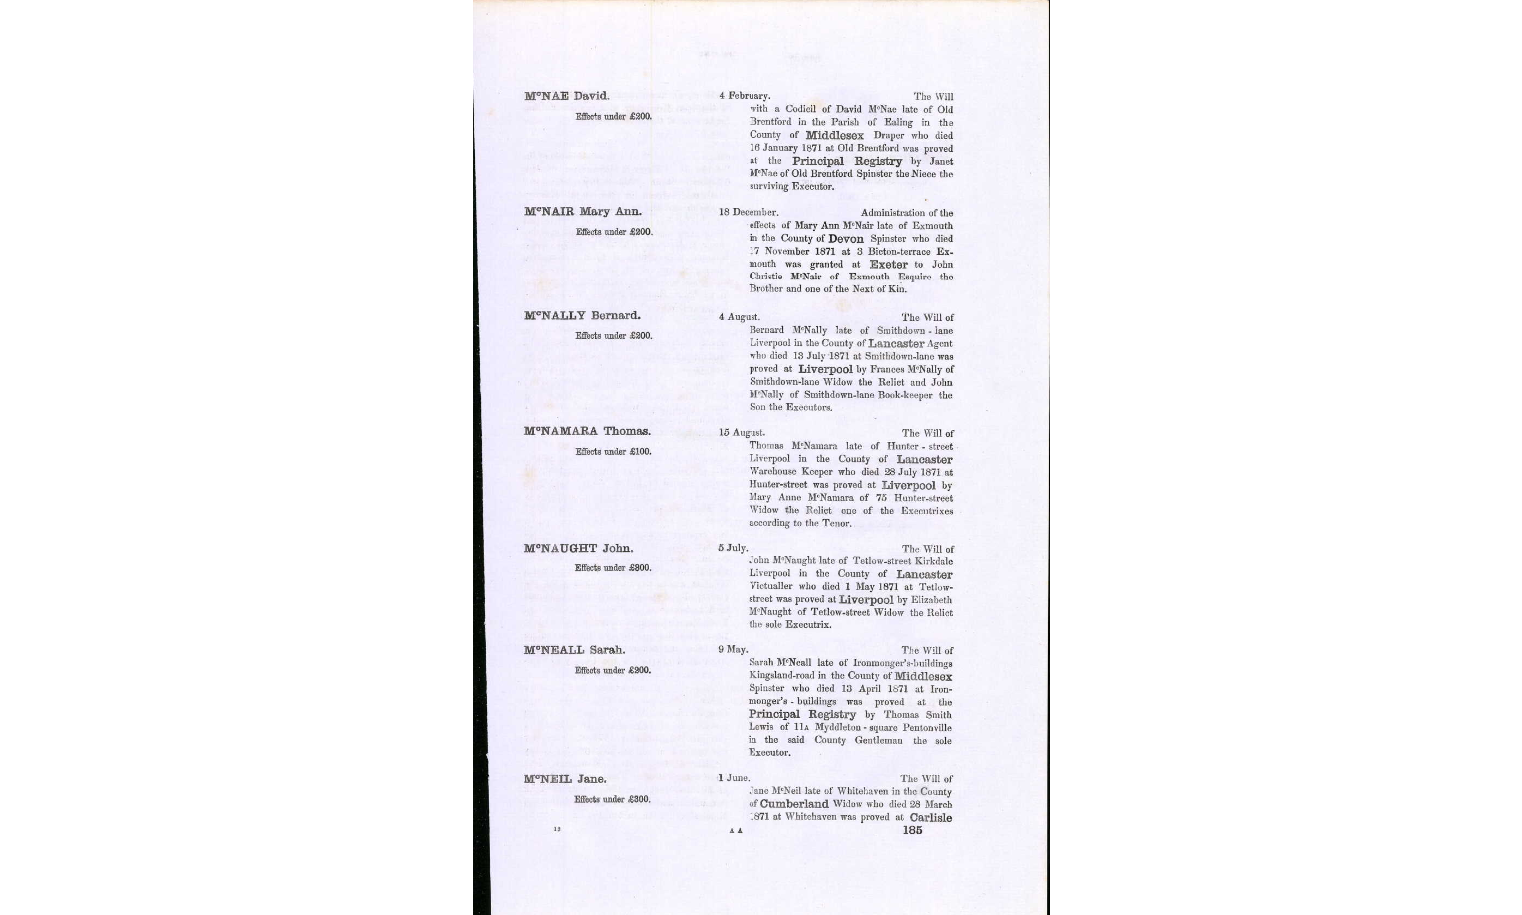 McNAE David.
Effects under £200.
4 February. The Will
with a Codicil of David McNae late of Old
Brentford in the Parish of Ealing in the
County of Middlesex Draper who died
16 January 1871 at Old Brentford was proved
at the Principal Registry by Janet
McNae of Old Brentford Spinster the Niece the
surviving Executor.
McNAIR Mary Ann.
Effects under £200.
18 December. Administration of the
effects of Mary Ann McNair late of Exmouth
in the County of Devon Spinster who died
17 November 1871 at 3 Bicton-terrace Ex-
mouth was granted at Exeter to John
Christie McNair of Exmouth Esquire the
Brother and one of the Next of Kin.
McNALLY Bernard.
Effects under £200.
4 August. The Will of
Bernard McNally late of Smithdown-lane
Liverpool in the County of Lancaster Agent
who died 13 July 1871 at Smithdown-lane was
proved at Liverpool by Frances McNally of
Smithdown-lane Widow the Relict and John
McNally of Smithdown-lane Book-keeper the
Son the Executors.
McNAMARA Thomas.
Effects under £100.
15 August. The Will of
Thomas McNamara late of Hunter-street
Liverpool in the County of Lancaster
Warehouse Keeper who died 28 July 1871 at
Hunter-street was proved at Liverpool by
Mary Anne McNamara of 75 Hunter-street
Widow the Relict one of the Executrixes
according to the Tenor.
McNAUGHT John.
Effects under £800.
5 July. The Will of
John McNaught late of Tetlow-street Kirkdale
Liverpool in the County of Lancaster
Victualler who died 1 May 1871 at Tetlow-
street was proved at Liverpool by Elizabeth
McNaught of Tetlow-street Widow the Relict
the sole Executrix.
McNEALL Sarah.
Effects under £200.
9 May. The Will of
Sarah McNeall late of Ironmonger's-buildings
Kingsland-road in the County of Middlesex
Spinster who died 13 April 1871 at Iron-
monger's-buildings was proved at the
Principal Registry by Thomas Smith
Lewis of 11A Myddleton-square Pentonville
in the said County Gentleman the sole
Executor.
McNEIL Jane.
Effects under £300.
1 June. The Will of
Jane McNeil late of Whitehaven in the County
of Cumberland Widow who died 28 March
1871 at Whitehaven was proved at Carlisle
A A 185